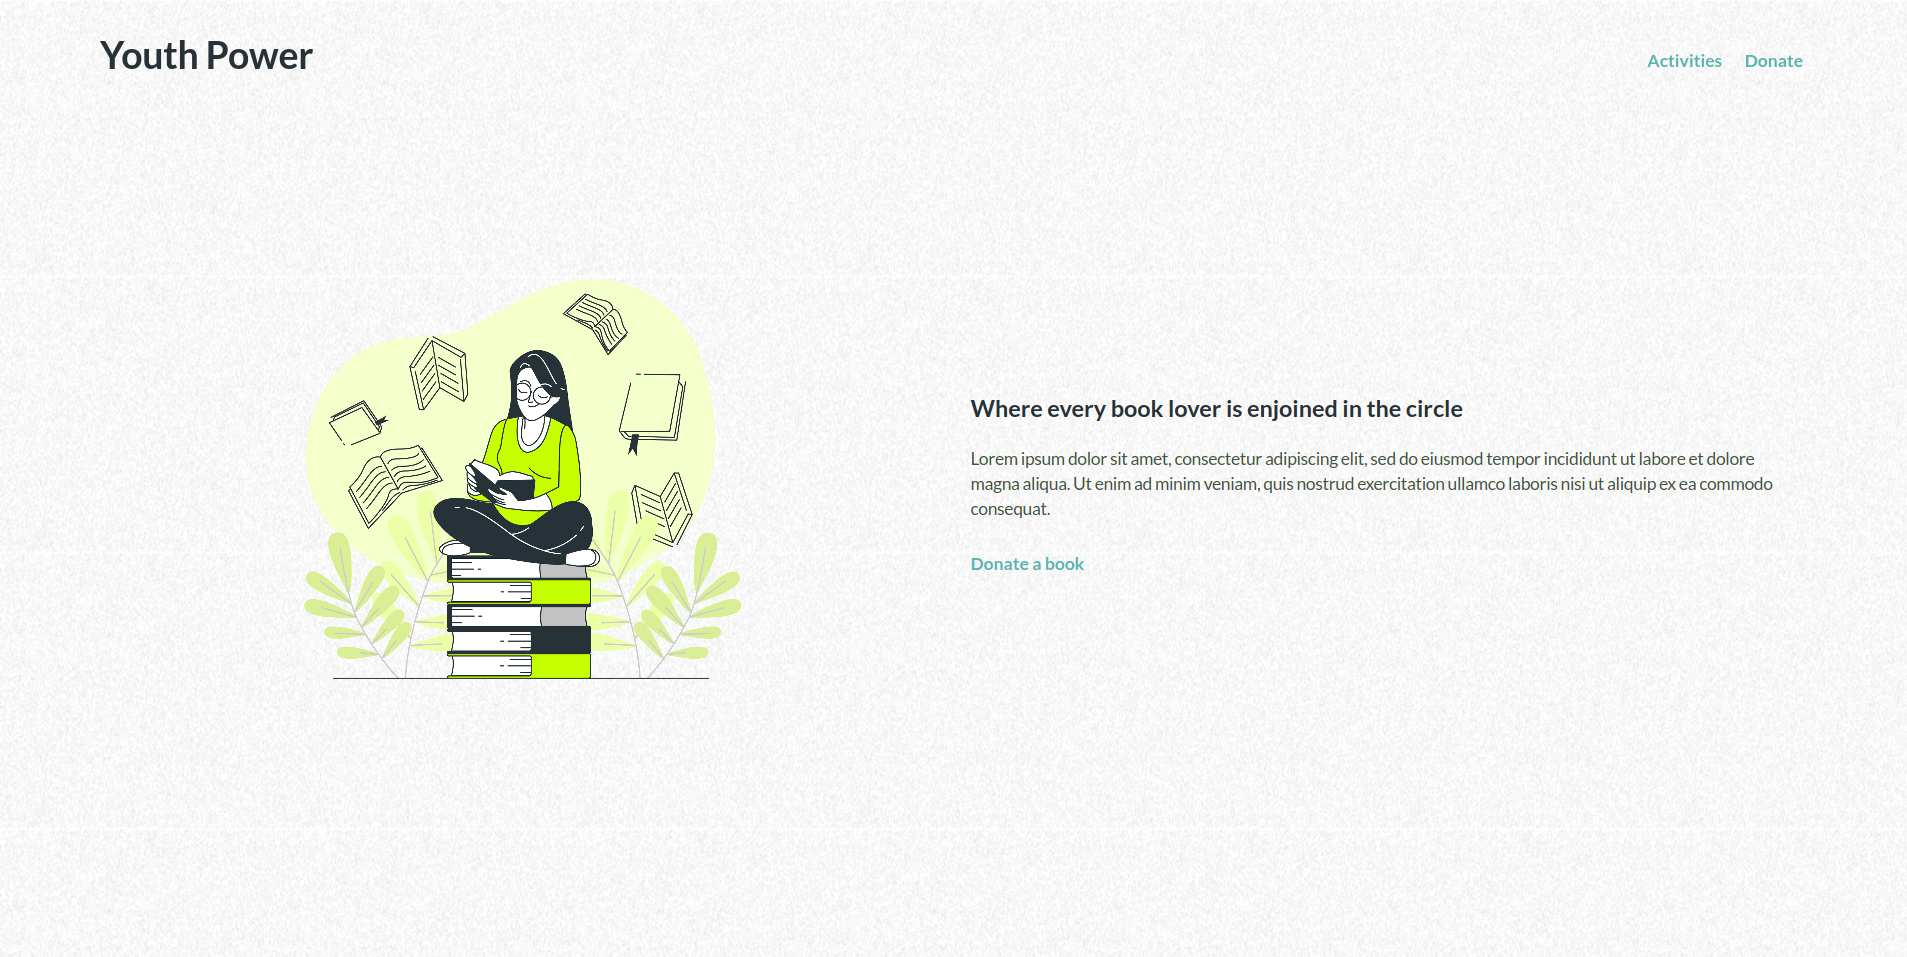 Youth Power
Activities Donate
Where every book lover is enjoined in the circle
Lorem ipsum dolor sit amet, consectetur adipiscing elit, sed do eiusmod tempor incididunt ut labore et dolore
magna aliqua. Ut enim ad minim veniam, quis nostrud exercitation ullamco laboris nisi ut aliquip ex ea commodo
consequat.
Donate a book